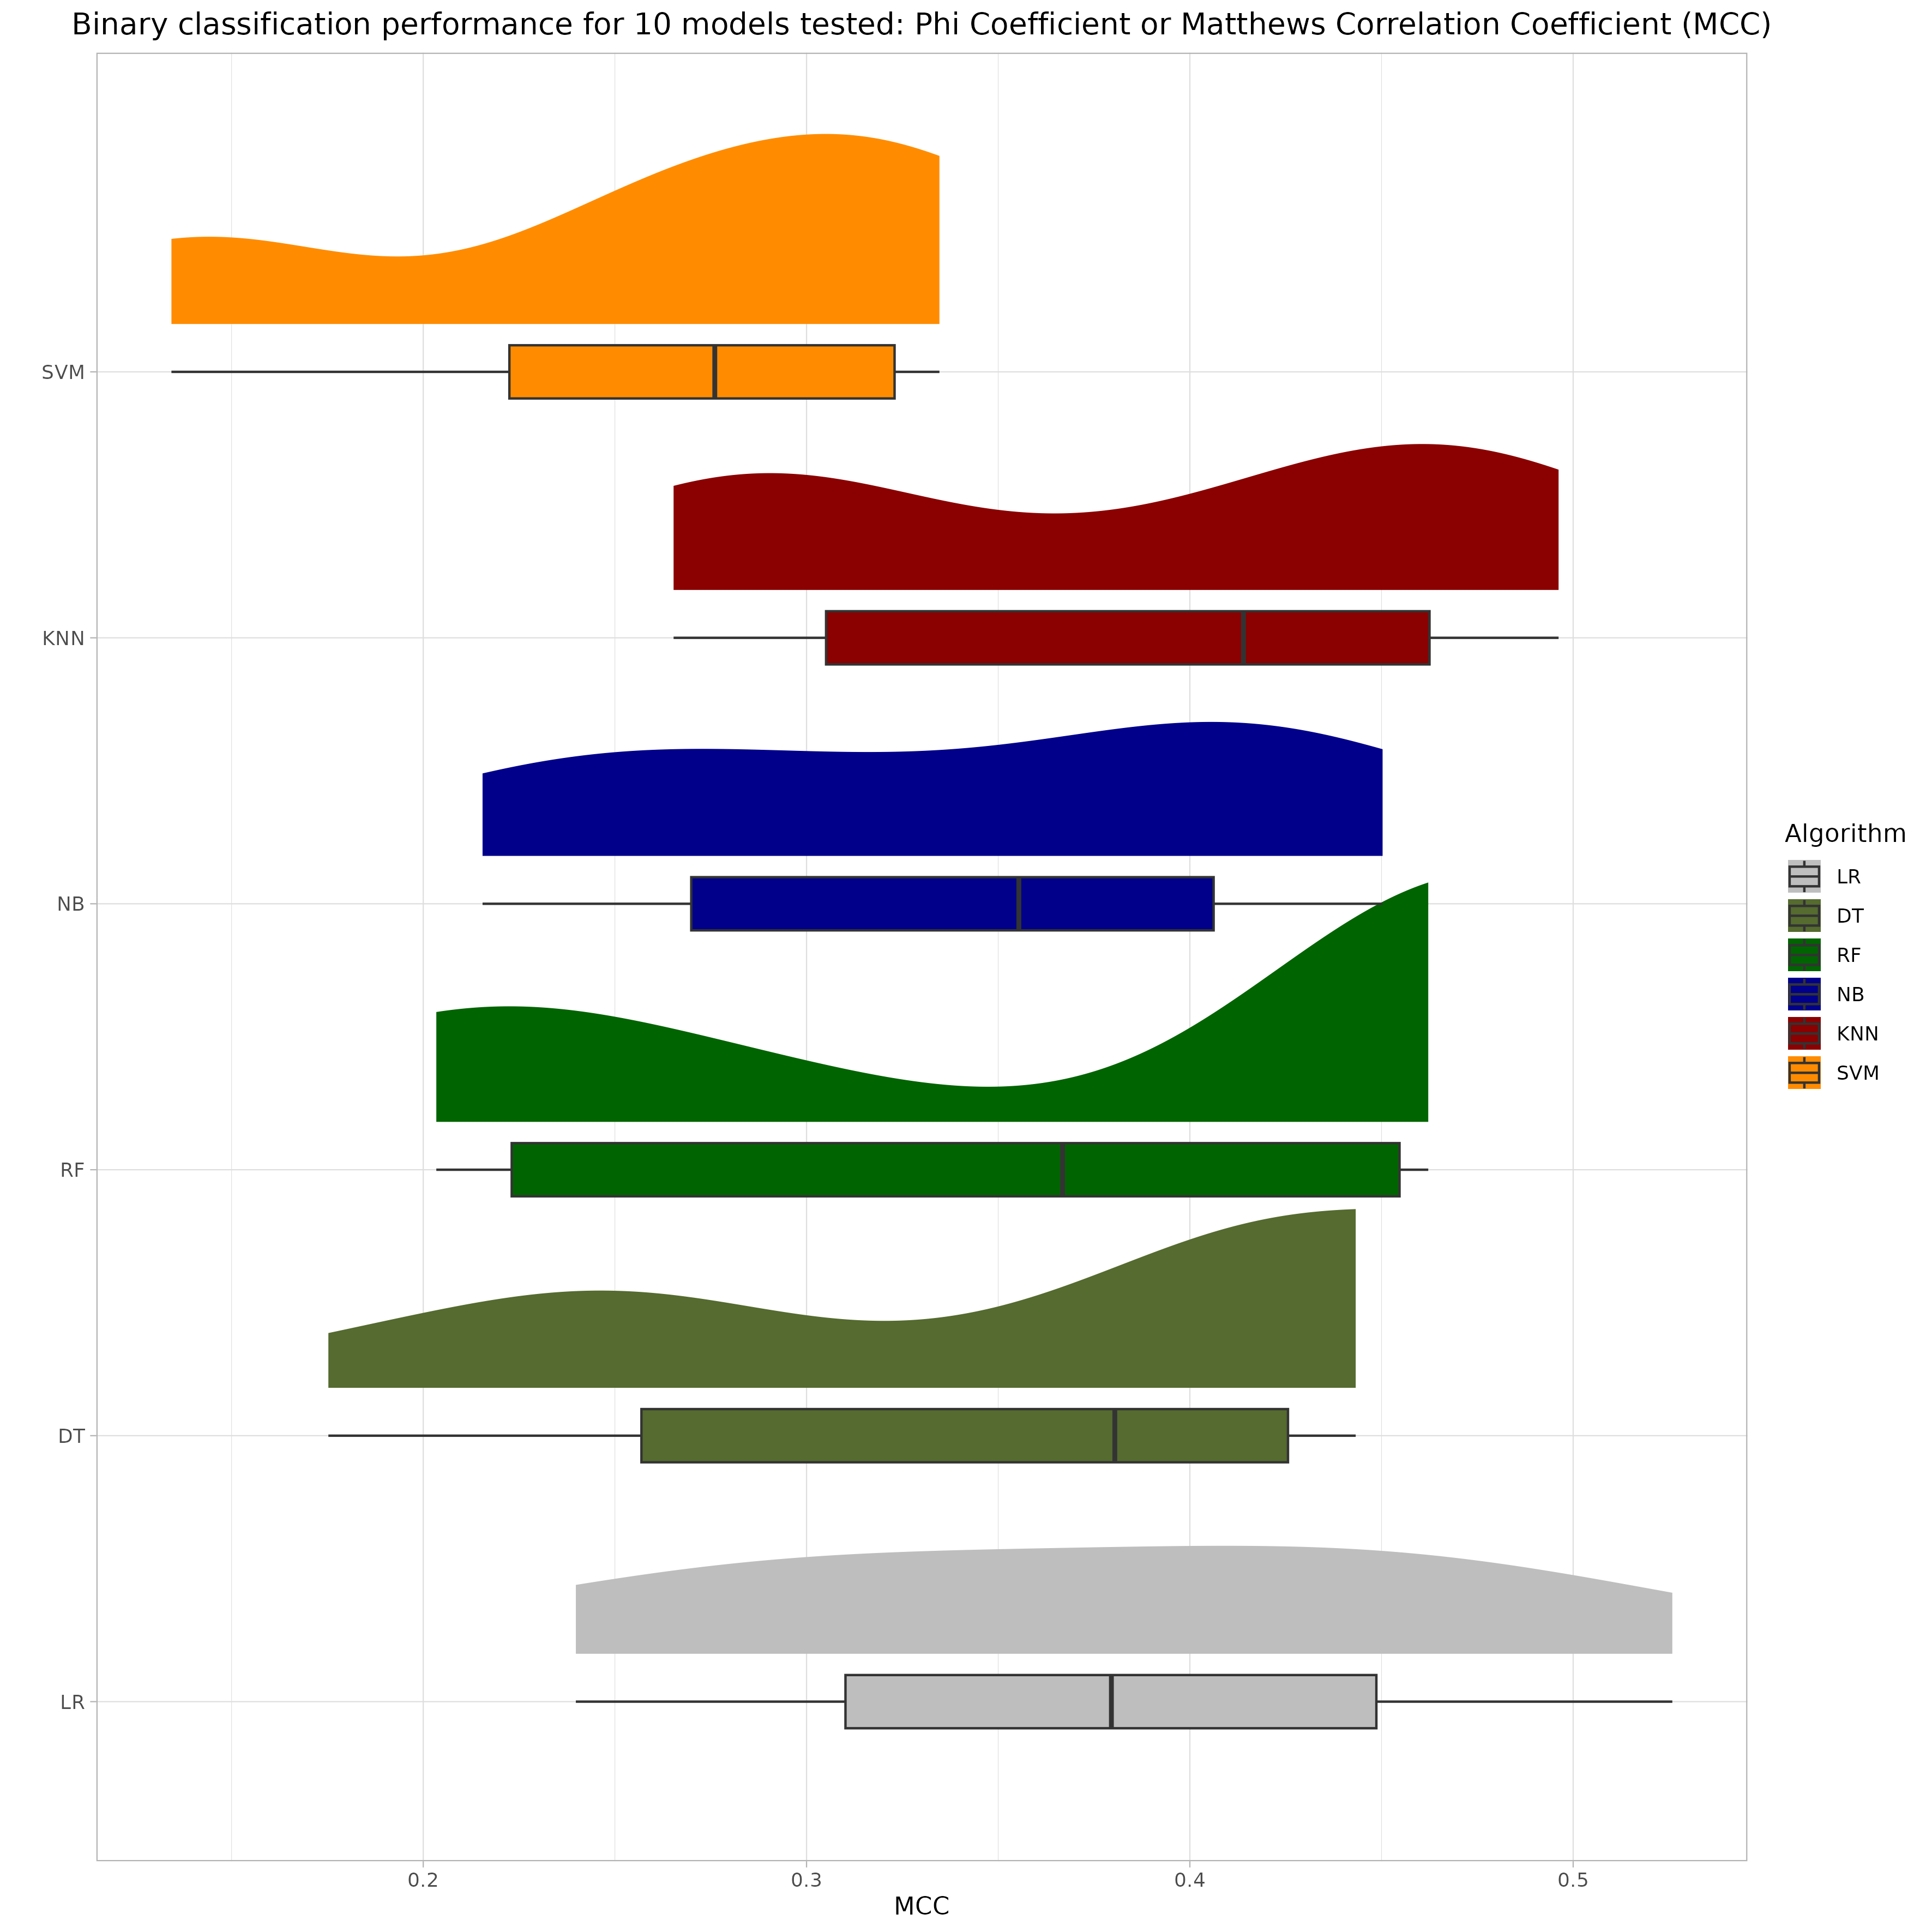 Binary classification performance for 10 models tested: Phi Coefficient or Matthews Correlation Coefficient (MCC)
SVM
KNN
NB
RF
DT
LR
0.2 0.3 0.4 0.5
MCC
Algorithm
LR
DT
RF
NB
KNN
SVM